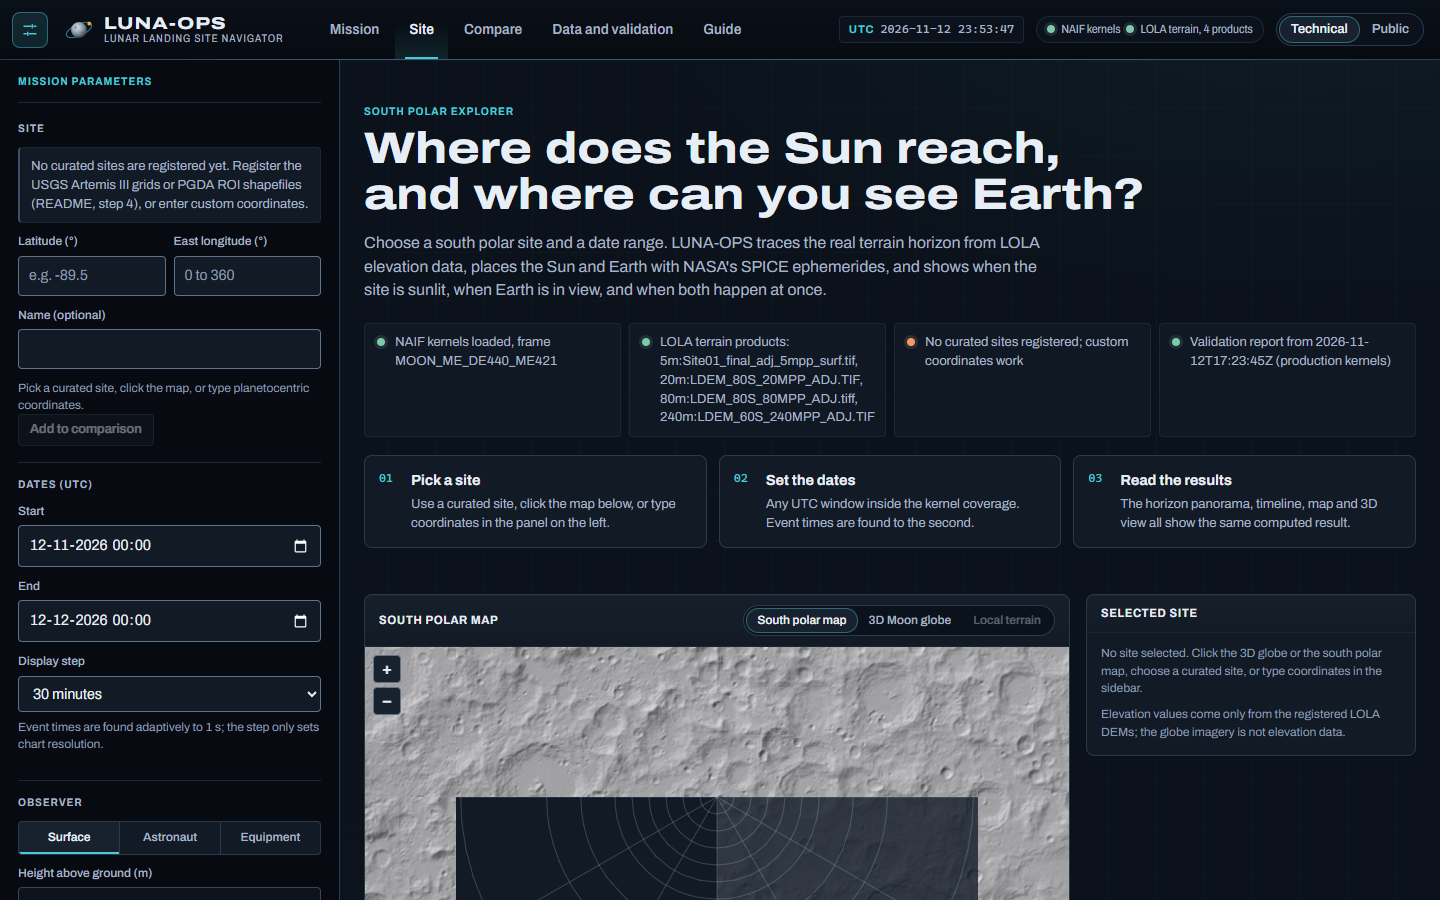 LUNA-OPS
LUNAR LANDING SITE NAVIGATOR
Mission
Site
Compare
Data and validation
Guide
UTC 2026-11-12 23:53:47
NAIF kernels
LOLA terrain, 4 products
Technical
Public
MISSION PARAMETERS
SITE
No curated sites are registered yet. Register the
USGS Artemis III grids or PGDA ROI shapefiles
(README, step 4), or enter custom coordinates.
Latitude (°)
East longitude (°)
e.g. -89.5
0 to 360
Name (optional)
Pick a curated site, click the map, or type planetocentric
coordinates.
Add to comparison
DATES (UTC)
Start
12-11-2026 00:00
End
12-12-2026 00:00
Display step
30 minutes
Event times are found adaptively to 1 s; the step only sets
chart resolution.
OBSERVER
Surface
Astronaut
Equipment
Height above ground (m)
SOUTH POLAR EXPLORER
Where does the Sun reach,
and where can you see Earth?
Choose a south polar site and a date range. LUNA-OPS traces the real terrain horizon from LOLA
elevation data, places the Sun and Earth with NASA's SPICE ephemerides, and shows when the
site is sunlit, when Earth is in view, and when both happen at once.
NAIF kernels loaded, frame
MOON_ME_DE440_ME421
LOLA terrain products:
5m:Site01_final_adj_5mpp_surf.tif,
20m:LDEM_80S_20MPP_ADJ.TIF,
80m:LDEM_80S_80MPP_ADJ.tiff,
240m:LDEM_60S_240MPP_ADJ.TIF
No curated sites registered; custom
coordinates work
Validation report from 2026-11-
12T17:23:45Z (production kernels)
01
Pick a site
Use a curated site, click the map below, or type
coordinates in the panel on the left.
02
Set the dates
Any UTC window inside the kernel coverage.
Event times are found to the second.
03
Read the results
The horizon panorama, timeline, map and 3D
view all show the same computed result.
SOUTH POLAR MAP
South polar map
3D Moon globe
Local terrain
+
−
SELECTED SITE
No site selected. Click the 3D globe or the south polar
map, choose a curated site, or type coordinates in the
sidebar.
Elevation values come only from the registered LOLA
DEMs; the globe imagery is not elevation data.